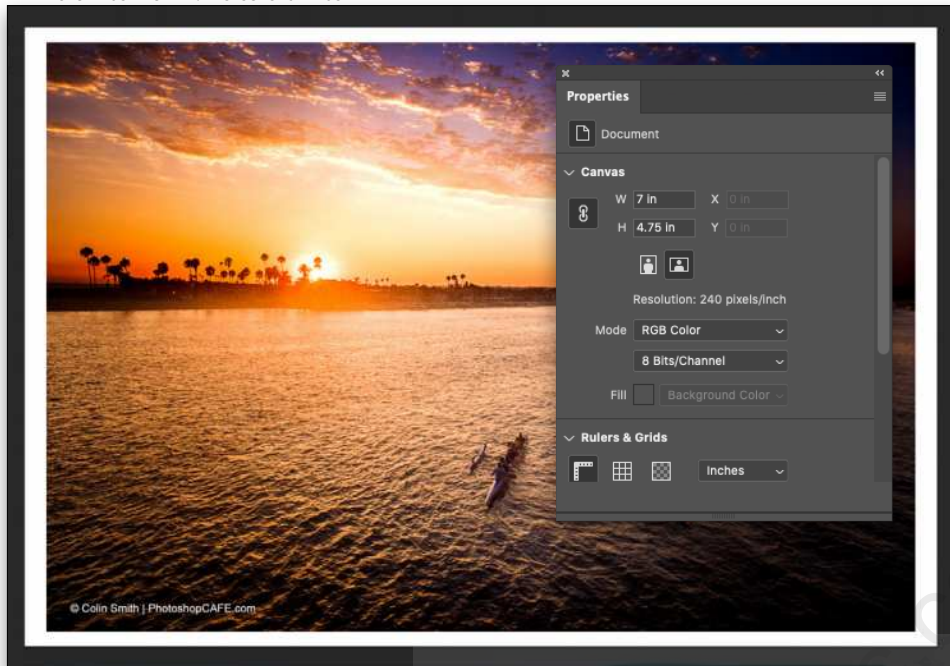 Properties
Document
Canvas
W 7 in X 0 in
H 4.75 in Y 0 in
Resolution: 240 pixels/inch
Mode RGB Color
8 Bits/Channel
Fill Background Color
Rulers & Grids
Inches
© Colin Smith | PhotoshopCAFE.com